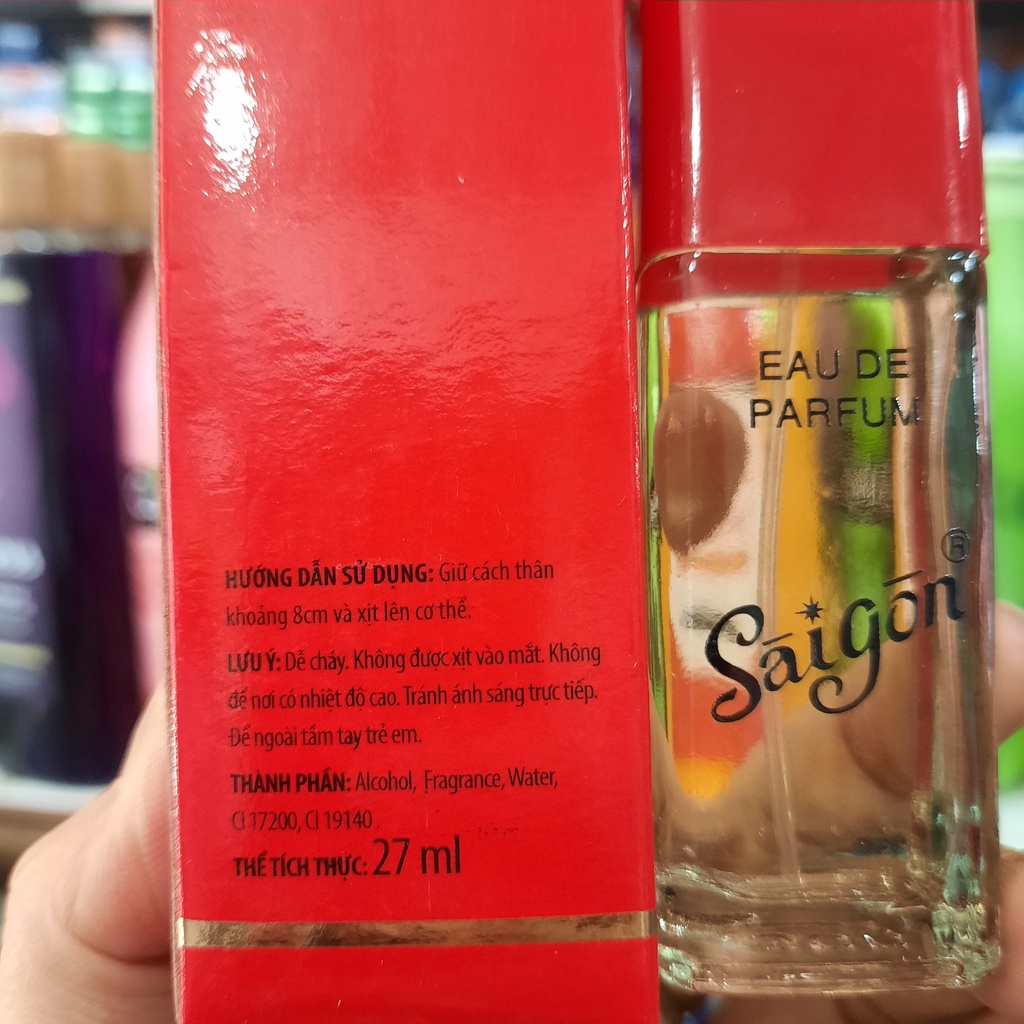 HƯỚNG DẪN SỬ DỤNG: Giữ cách thân
khoảng 8cm và xịt lên cơ thể.
LƯU Ý: Dễ cháy. Không được xịt vào mắt. Không
để nơi có nhiệt độ cao. Tránh ánh sáng trực tiếp.
Để ngoài tầm tay trẻ em.
THÀNH PHẦN: Alcohol, Fragrance, Water,
CI 17200, CI 19140 .
THỂ TÍCH THỰC: 27 ml
EAU DE
PARFUM
Sàigòn®